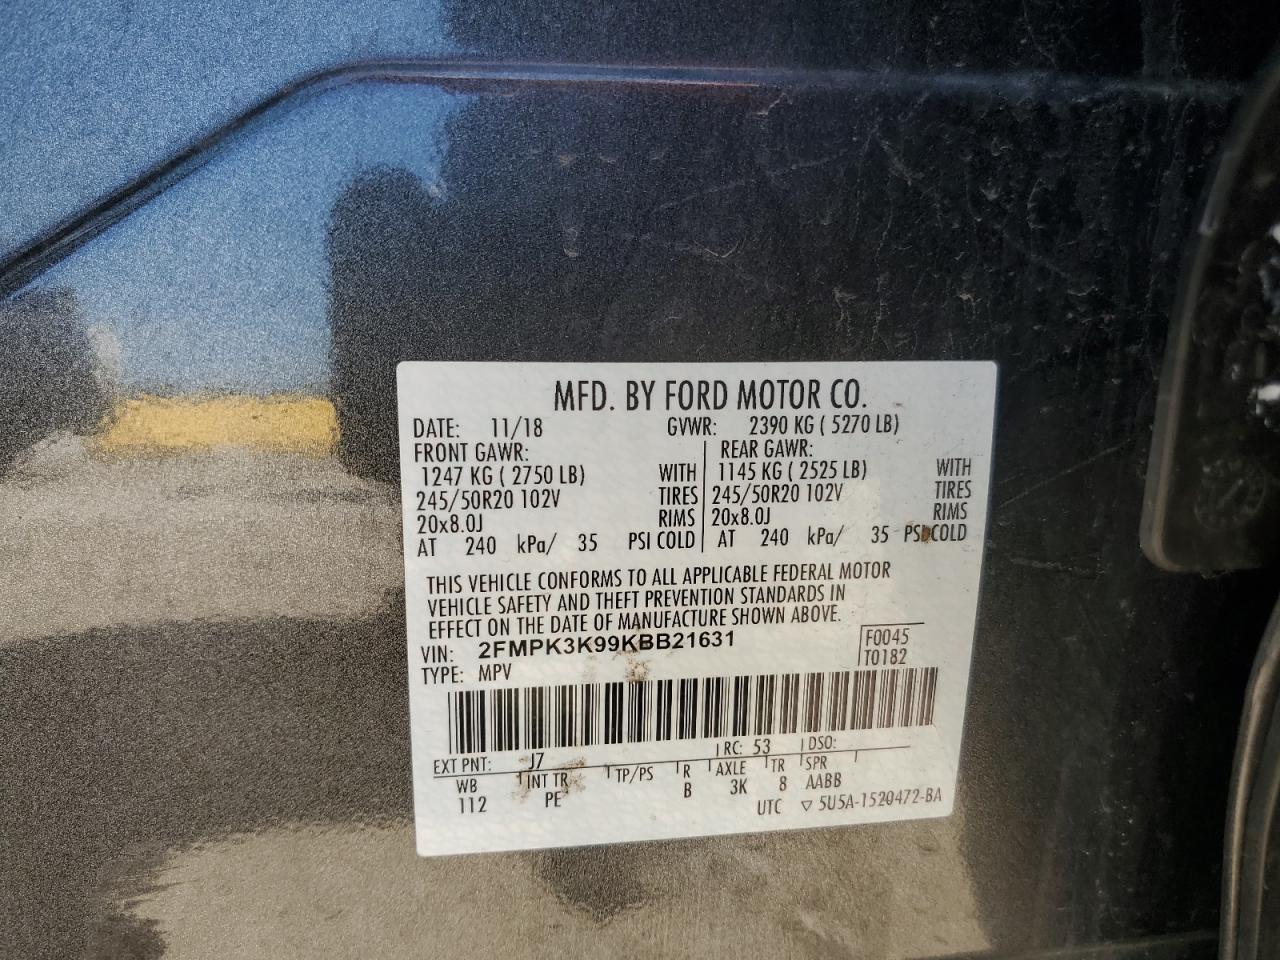 MFD. BY FORD MOTOR CO.
DATE: 11/18 GVWR: 2390 KG ( 5270 LB)
FRONT GAWR: REAR GAWR:
1247 KG ( 2750 LB) WITH 1145 KG ( 2525 LB) WITH
245/50R20 102V TIRES 245/50R20 102V TIRES
20x8.0J RIMS 20x8.0J RIMS
AT 240 kPa/ 35 PSI COLD AT 240 kPa/ 35 PSI COLD
THIS VEHICLE CONFORMS TO ALL APPLICABLE FEDERAL MOTOR
VEHICLE SAFETY AND THEFT PREVENTION STANDARDS IN
EFFECT ON THE DATE OF MANUFACTURE SHOWN ABOVE.
VIN: 2FMPK3K99KBB21631 F0045
TYPE: MPV T0182
EXT PNT: J7 RC: 53 DSO:
WB INT TR TP/PS R AXLE TR SPR
112 PE B 3K 8 AABB
UTC ▽ 5U5A-1520472-BA